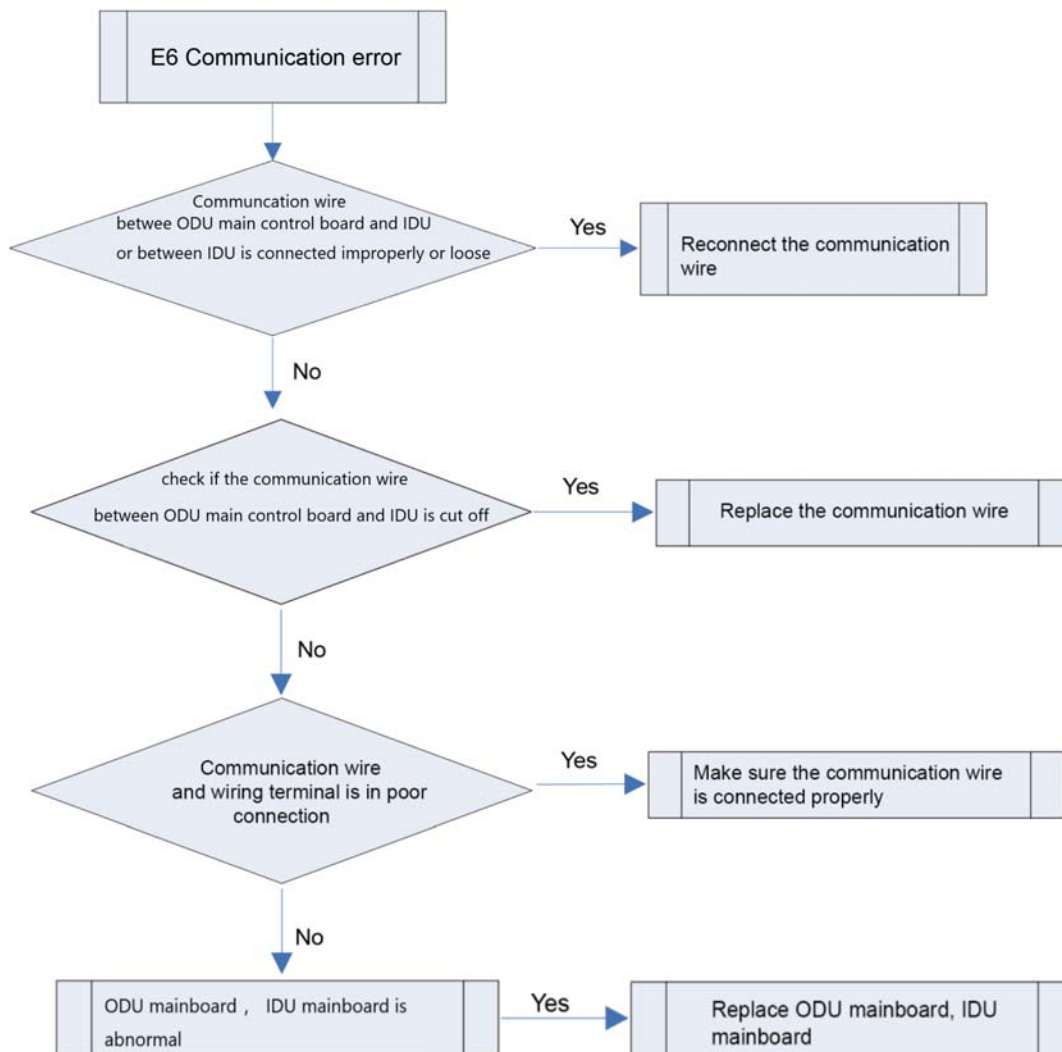 E6 Communication error
Communcation wire
betwee ODU main control board and IDU
or between IDU is connected improperly or loose
Yes
Reconnect the communication
wire
No
check if the communication wire
between ODU main control board and IDU is cut off
Yes
Replace the communication wire
No
Communication wire
and wiring terminal is in poor
connection
Yes
Make sure the communication wire
is connected properly
No
ODU mainboard , IDU mainboard is
abnormal
Yes
Replace ODU mainboard, IDU
mainboard